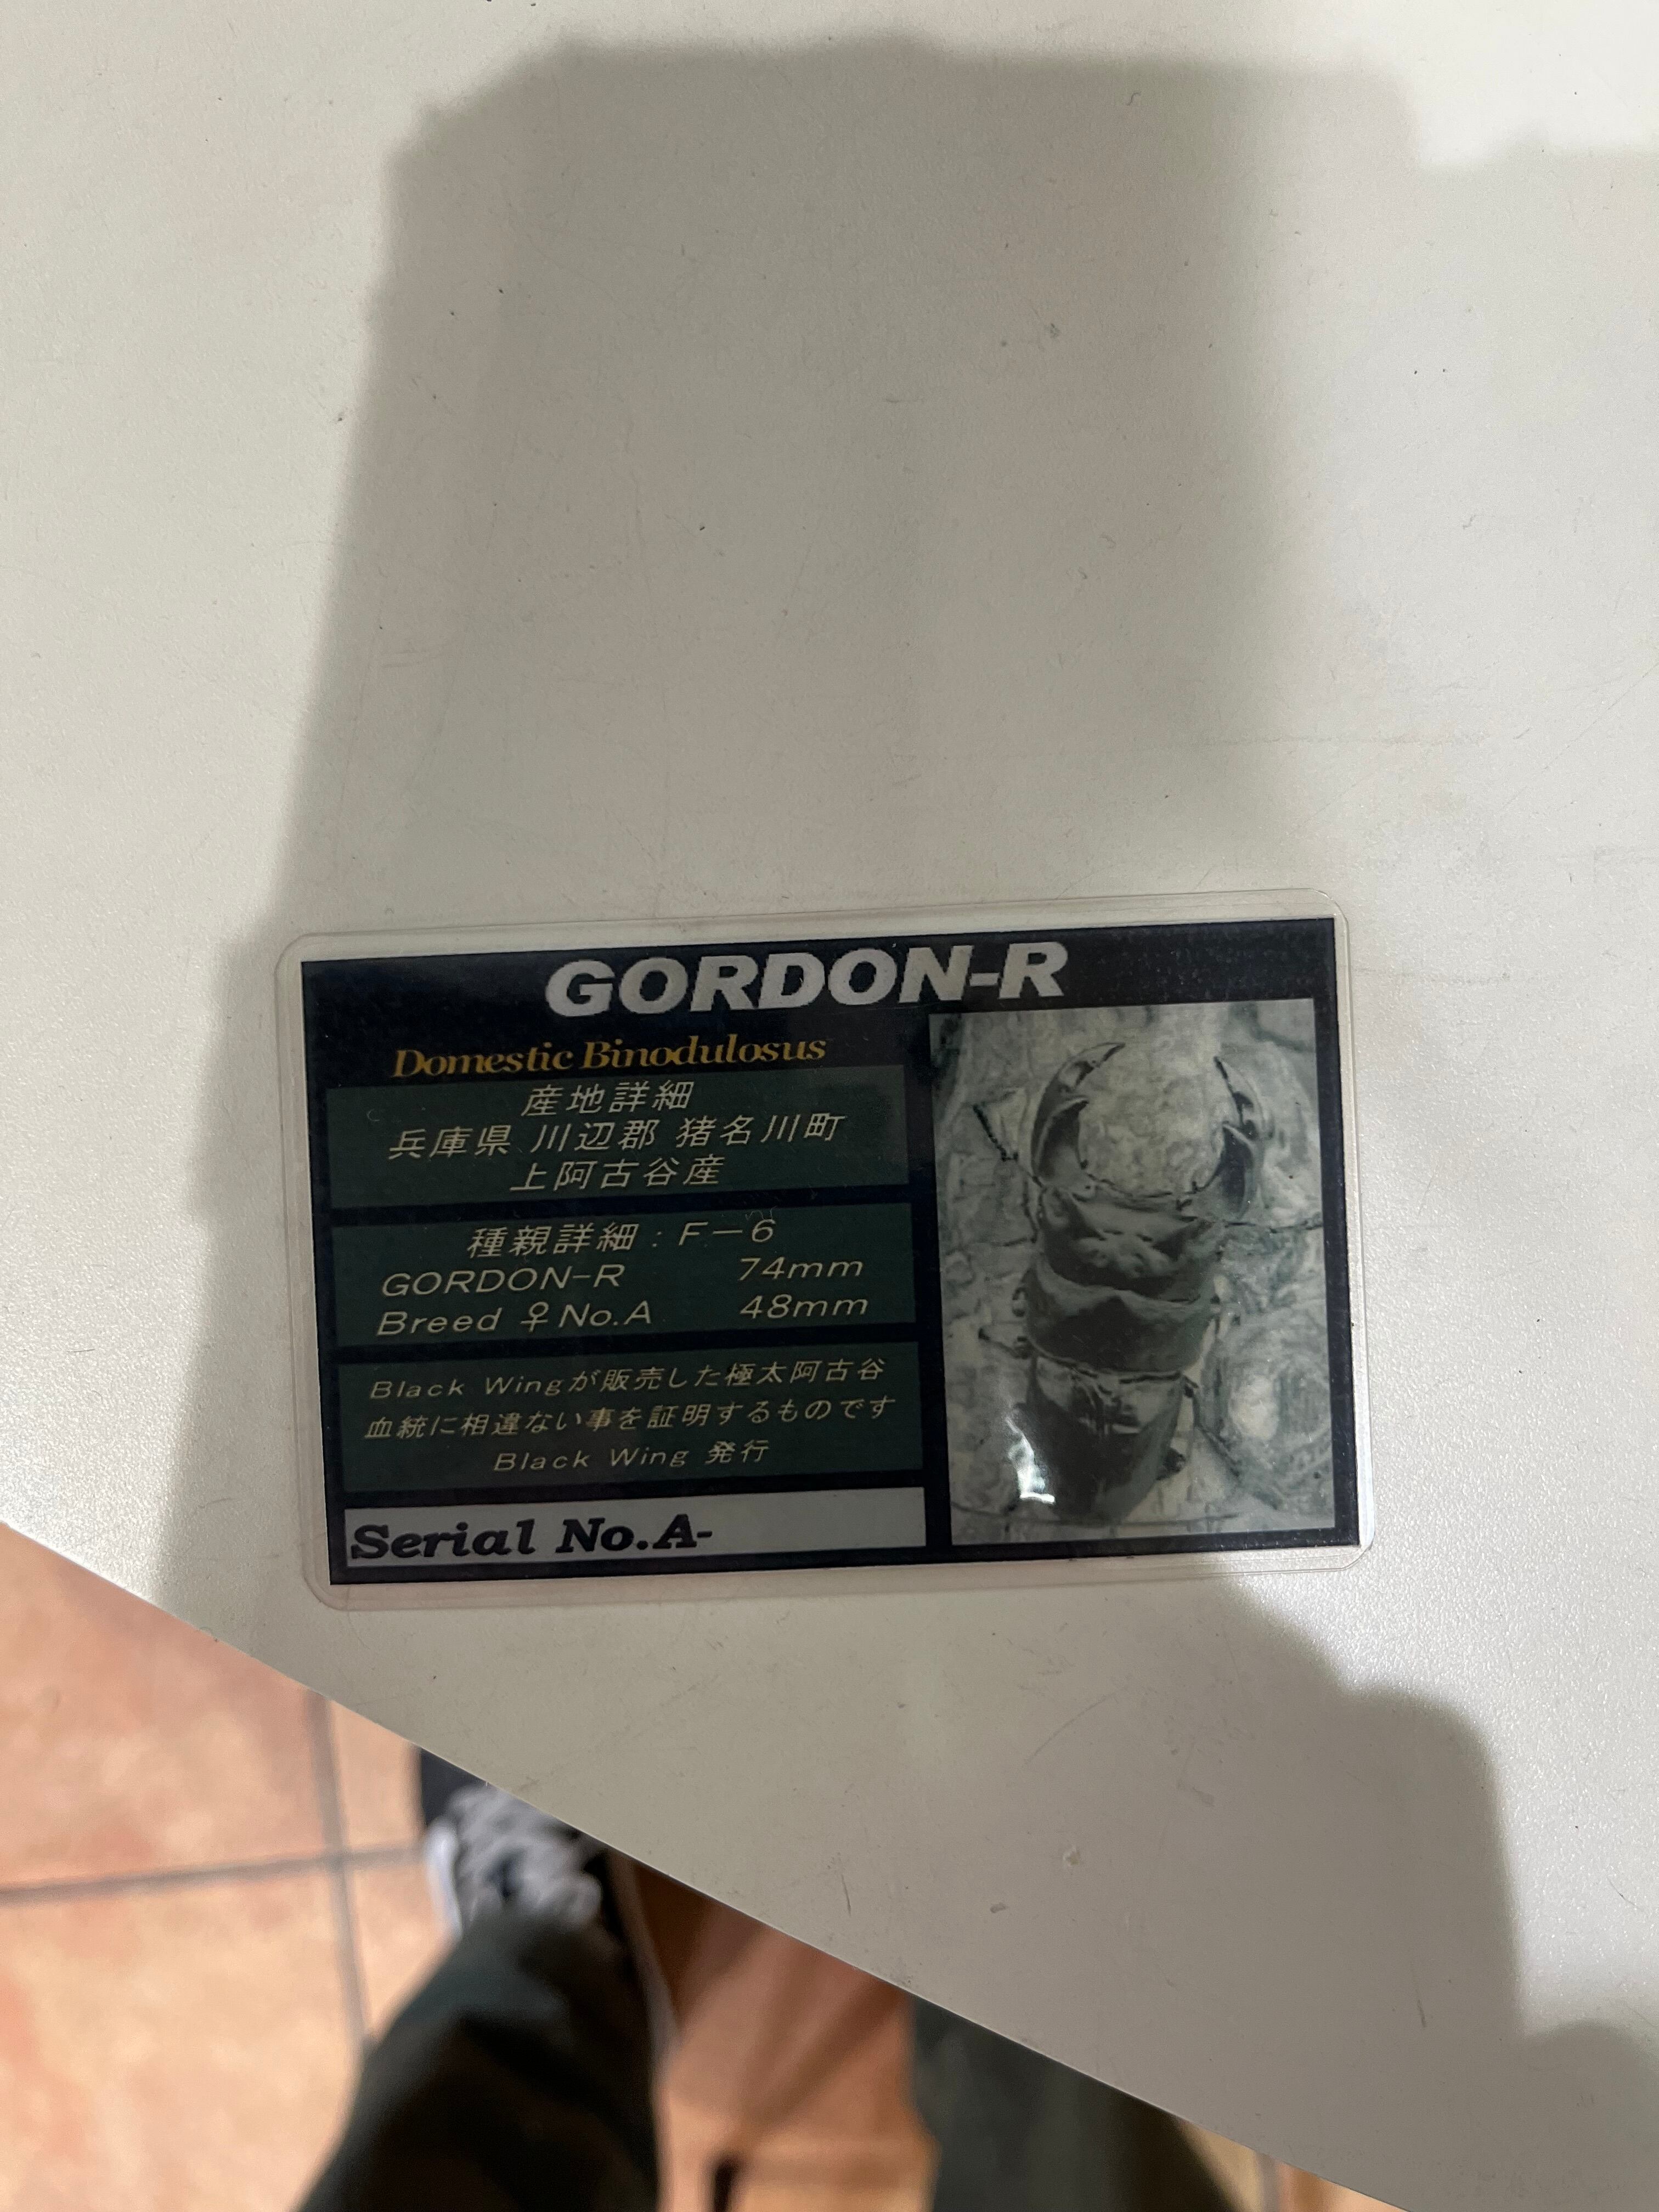 GORDON-R
Domestic Binodulosus
産地詳細
兵庫県 川辺郡 猪名川町
上阿古谷産
種親詳細：F－6
GORDON-R 74mm
Breed ♀No.A 48mm
Black Wingが販売した極太阿古谷
血統に相違ない事を証明するものです
Black Wing 発行
Serial No.A-